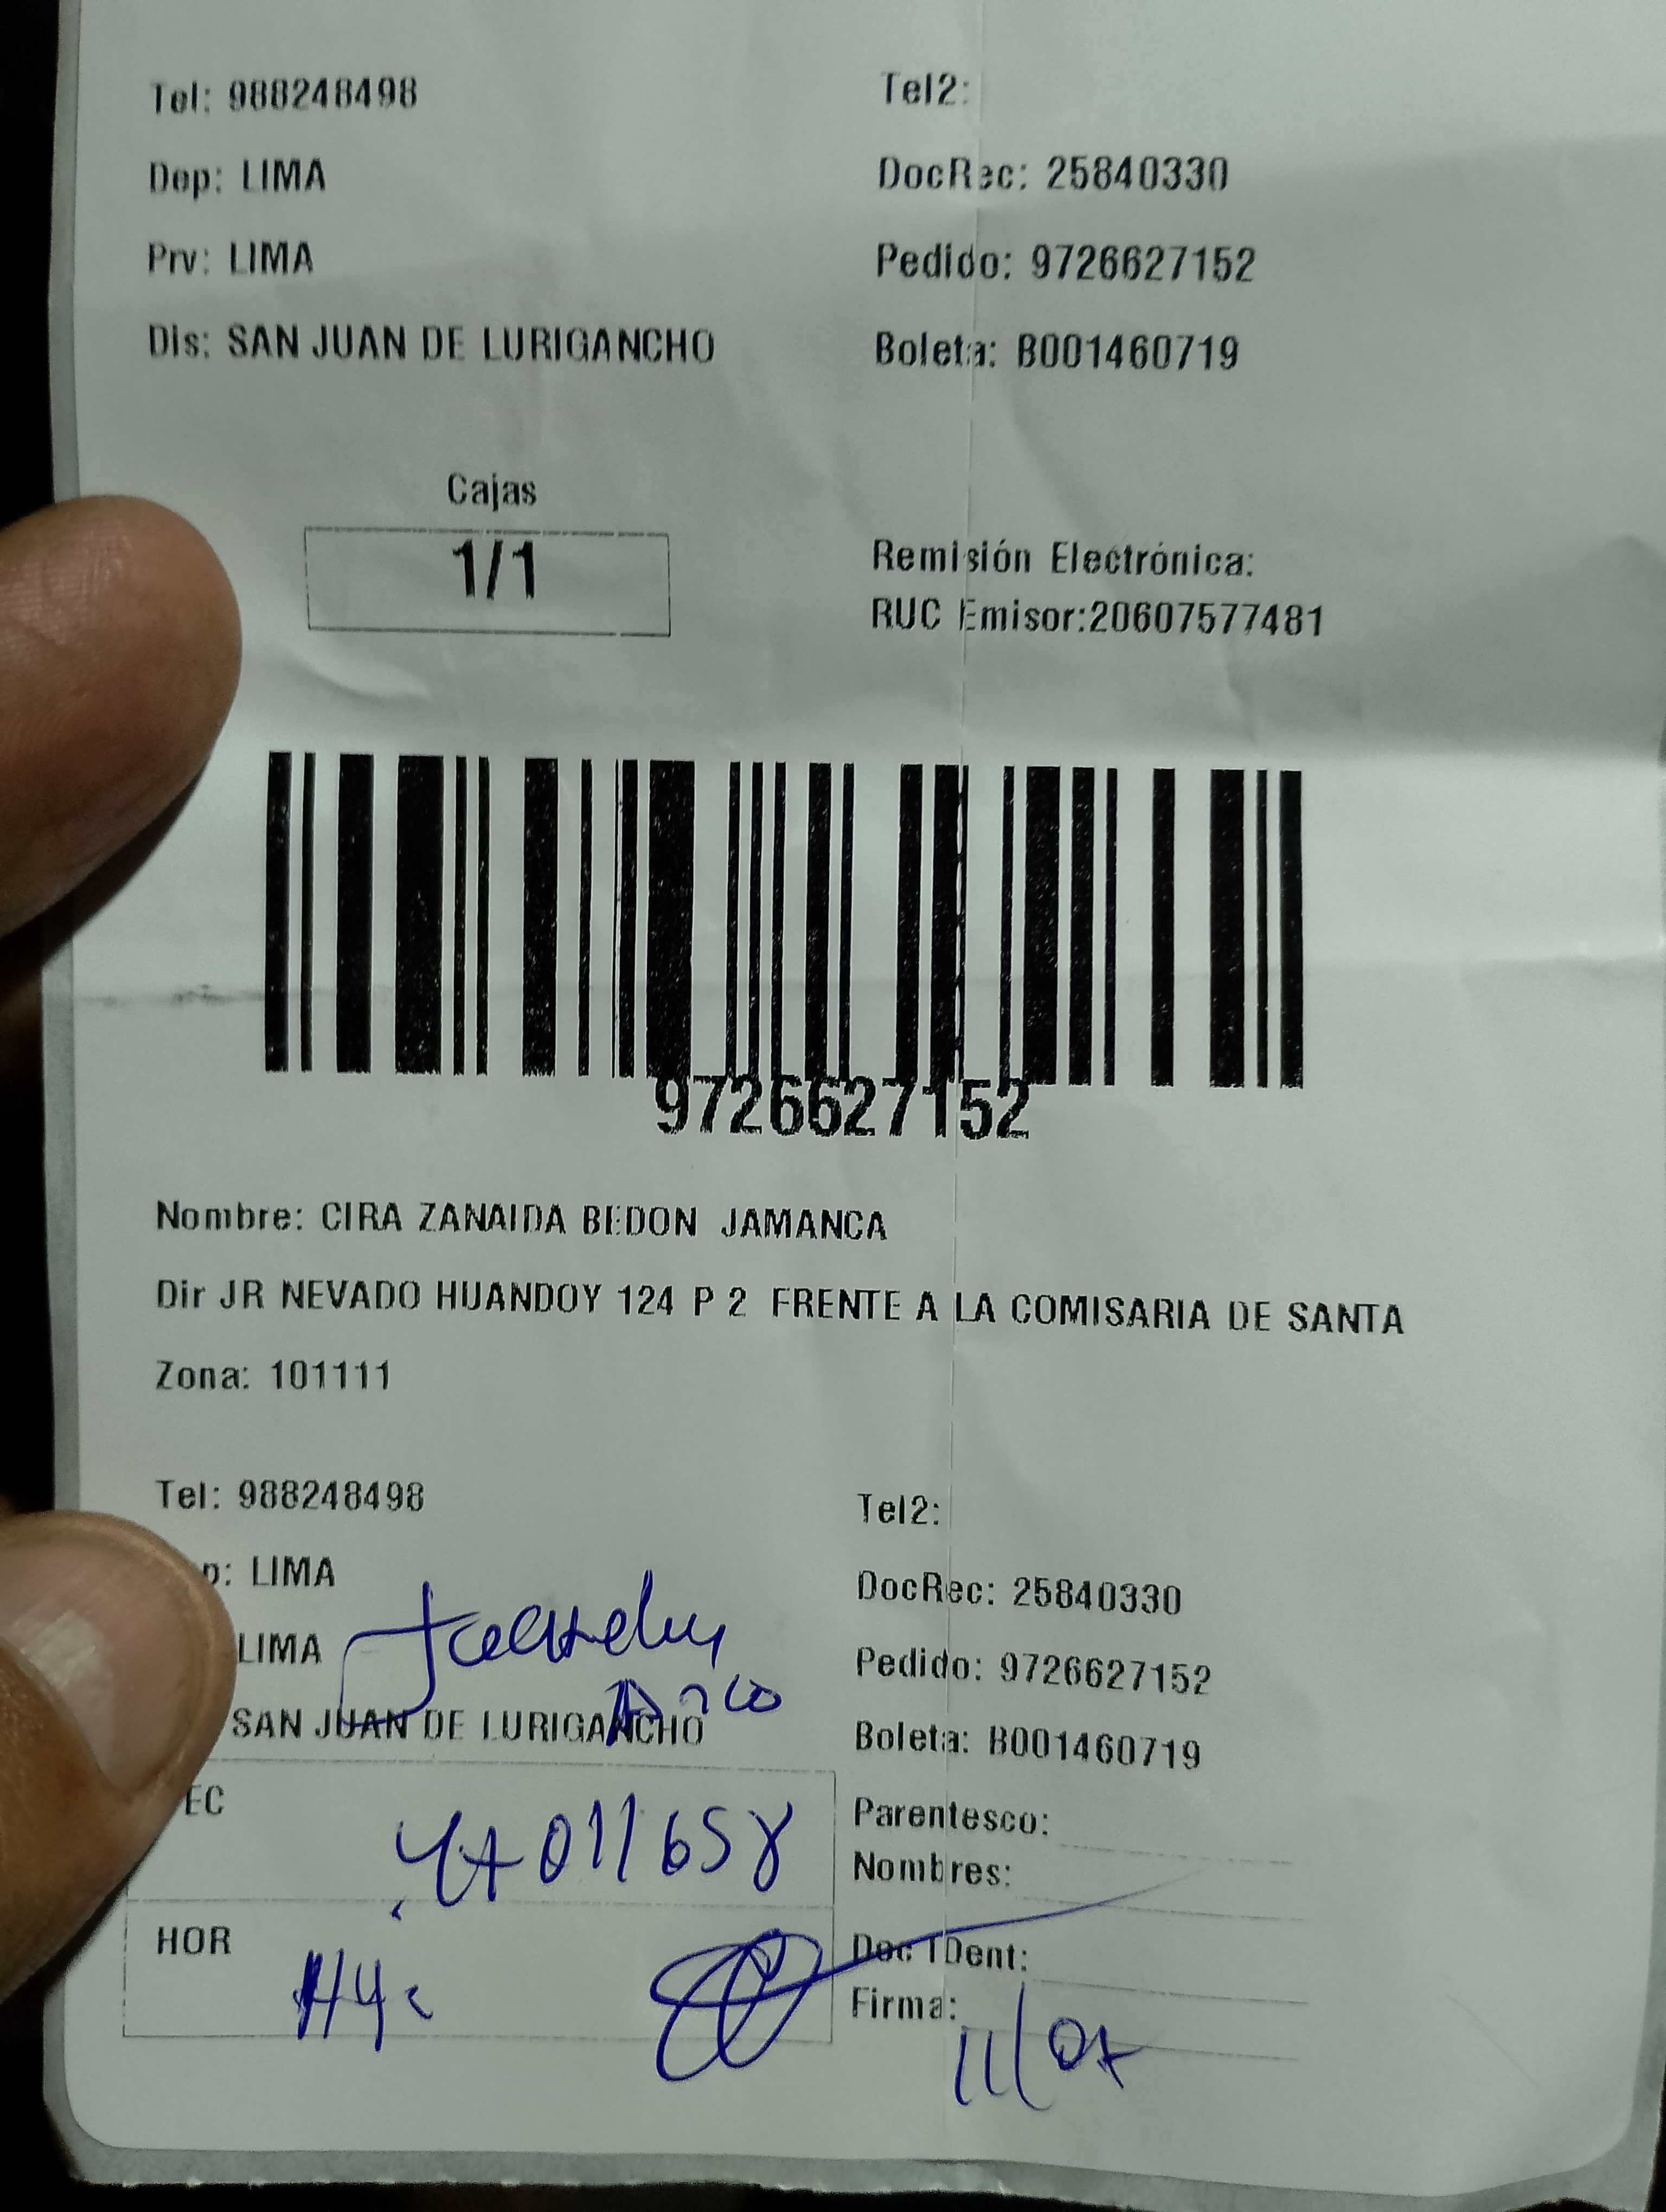 Tel: 988248498 Tel2:
Dep: LIMA DocRec: 25840330
Prv: LIMA Pedido: 9726627152
Dis: SAN JUAN DE LURIGANCHO Boleta: B001460719
Cajas
1/1
Remisión Electrónica:
RUC Emisor:20607577481
9726627152
Nombre: CIRA ZANAIDA BEDON JAMANCA
Dir JR NEVADO HUANDOY 124 P 2 FRENTE A LA COMISARIA DE SANTA
Zona: 101111
Tel: 988248498 Tel2:
p: LIMA DocRec: 25840330
LIMA Pedido: 9726627152
SAN JUAN DE LURIGANCHO Boleta: B001460719
EC Parentesco:
47011658
Nombres:
HOR Doc IDent:
Firma:
11/07